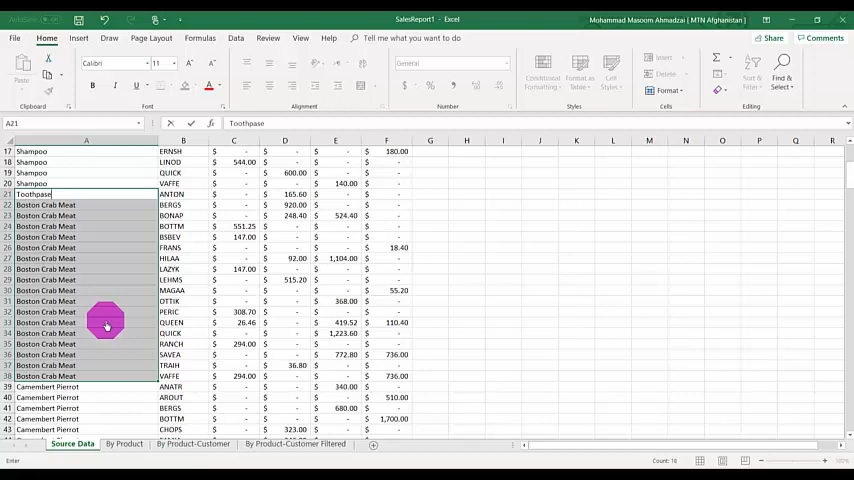 SalesReport1 - Excel
Mohammad Masoom Ahmadzai ( MTN Afghanistan )
File Home Insert Draw Page Layout Formulas Data Review View Help Tell me what you want to do Share Comments
Paste Calibri 11 General Conditional Formatting Format as Table Cell Styles Insert Delete Format Sort & Filter Find & Select
Clipboard Font Alignment Number Styles Cells Editing
A21 fx Toothpase
A B C D E F G H I J K L M N O P Q R
17 Shampoo ERNSH $ - $ - $ - $ 180.00
18 Shampoo LINOD $ 544.00 $ - $ - $ -
19 Shampoo QUICK $ - $ 600.00 $ - $ -
20 Shampoo VAFFE $ - $ - $ 140.00 $ -
21 Toothpase ANTON $ - $ 165.60 $ - $ -
22 Boston Crab Meat BERGS $ - $ 920.00 $ - $ -
23 Boston Crab Meat BONAP $ - $ 248.40 $ 524.40 $ -
24 Boston Crab Meat BOTTM $ 551.25 $ - $ - $ -
25 Boston Crab Meat BSBEV $ 147.00 $ - $ - $ -
26 Boston Crab Meat FRANS $ - $ - $ - $ 18.40
27 Boston Crab Meat HILAA $ - $ 92.00 $ 1,104.00 $ -
28 Boston Crab Meat LAZYK $ 147.00 $ - $ - $ -
29 Boston Crab Meat LEHMS $ - $ 515.20 $ - $ -
30 Boston Crab Meat MAGAA $ - $ - $ - $ 55.20
31 Boston Crab Meat OTTIK $ - $ - $ 368.00 $ -
32 Boston Crab Meat PERIC $ 308.70 $ - $ - $ -
33 Boston Crab Meat QUEEN $ 26.46 $ - $ 419.52 $ 110.40
34 Boston Crab Meat QUICK $ - $ - $ 1,223.60 $ -
35 Boston Crab Meat RANCH $ 294.00 $ - $ - $ -
36 Boston Crab Meat SAVEA $ - $ - $ 772.80 $ 736.00
37 Boston Crab Meat TRAIH $ - $ 36.80 $ - $ -
38 Boston Crab Meat VAFFE $ 294.00 $ - $ - $ 736.00
39 Camembert Pierrot ANATR $ - $ - $ 340.00 $ -
40 Camembert Pierrot AROUT $ - $ - $ - $ 510.00
41 Camembert Pierrot BERGS $ - $ - $ 680.00 $ -
42 Camembert Pierrot BOTTM $ - $ - $ - $ 1,700.00
43 Camembert Pierrot CHOPS $ - $ 323.00 $ - $ -
Source Data By Product By Product-Customer By Product-Customer Filtered
Enter Count: 18